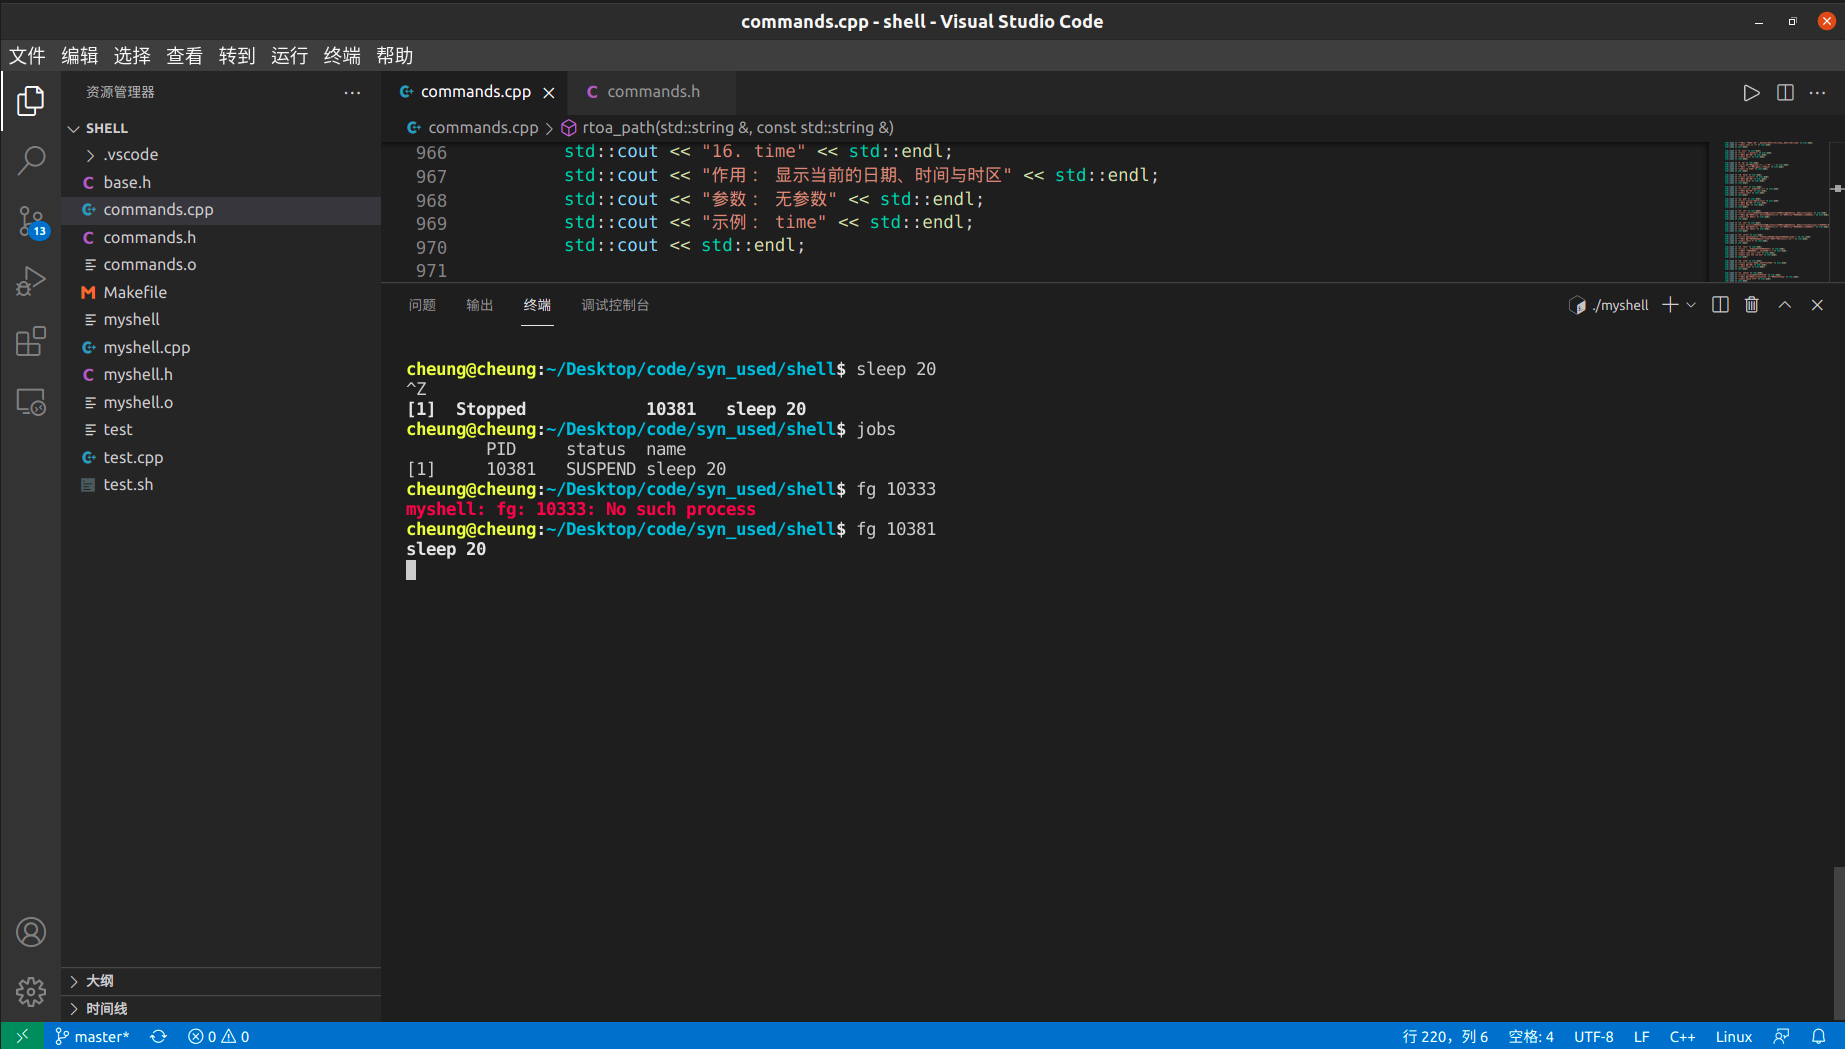 commands.cpp - shell - Visual Studio Code
文件 编辑 选择 查看 转到 运行 终端 帮助
资源管理器
SHELL
.vscode
base.h
commands.cpp
commands.h
commands.o
Makefile
myshell
myshell.cpp
myshell.h
myshell.o
test
test.cpp
test.sh
大纲
时间线
13
commands.cpp commands.h
commands.cpp rtoa_path(std::string &, const std::string &)
966 std::cout << "16. time" << std::endl;
967 std::cout << "作用： 显示当前的日期、时间与时区" << std::endl;
968 std::cout << "参数： 无参数" << std::endl;
969 std::cout << "示例： time" << std::endl;
970 std::cout << std::endl;
971
问题 输出 终端 调试控制台 ./myshell
cheung@cheung:~/Desktop/code/syn_used/shell$ sleep 20
^Z
[1] Stopped 10381 sleep 20
cheung@cheung:~/Desktop/code/syn_used/shell$ jobs
PID status name
[1] 10381 SUSPEND sleep 20
cheung@cheung:~/Desktop/code/syn_used/shell$ fg 10333
myshell: fg: 10333: No such process
cheung@cheung:~/Desktop/code/syn_used/shell$ fg 10381
sleep 20
master* 0 0 行 220，列 6 空格: 4 UTF-8 LF C++ Linux